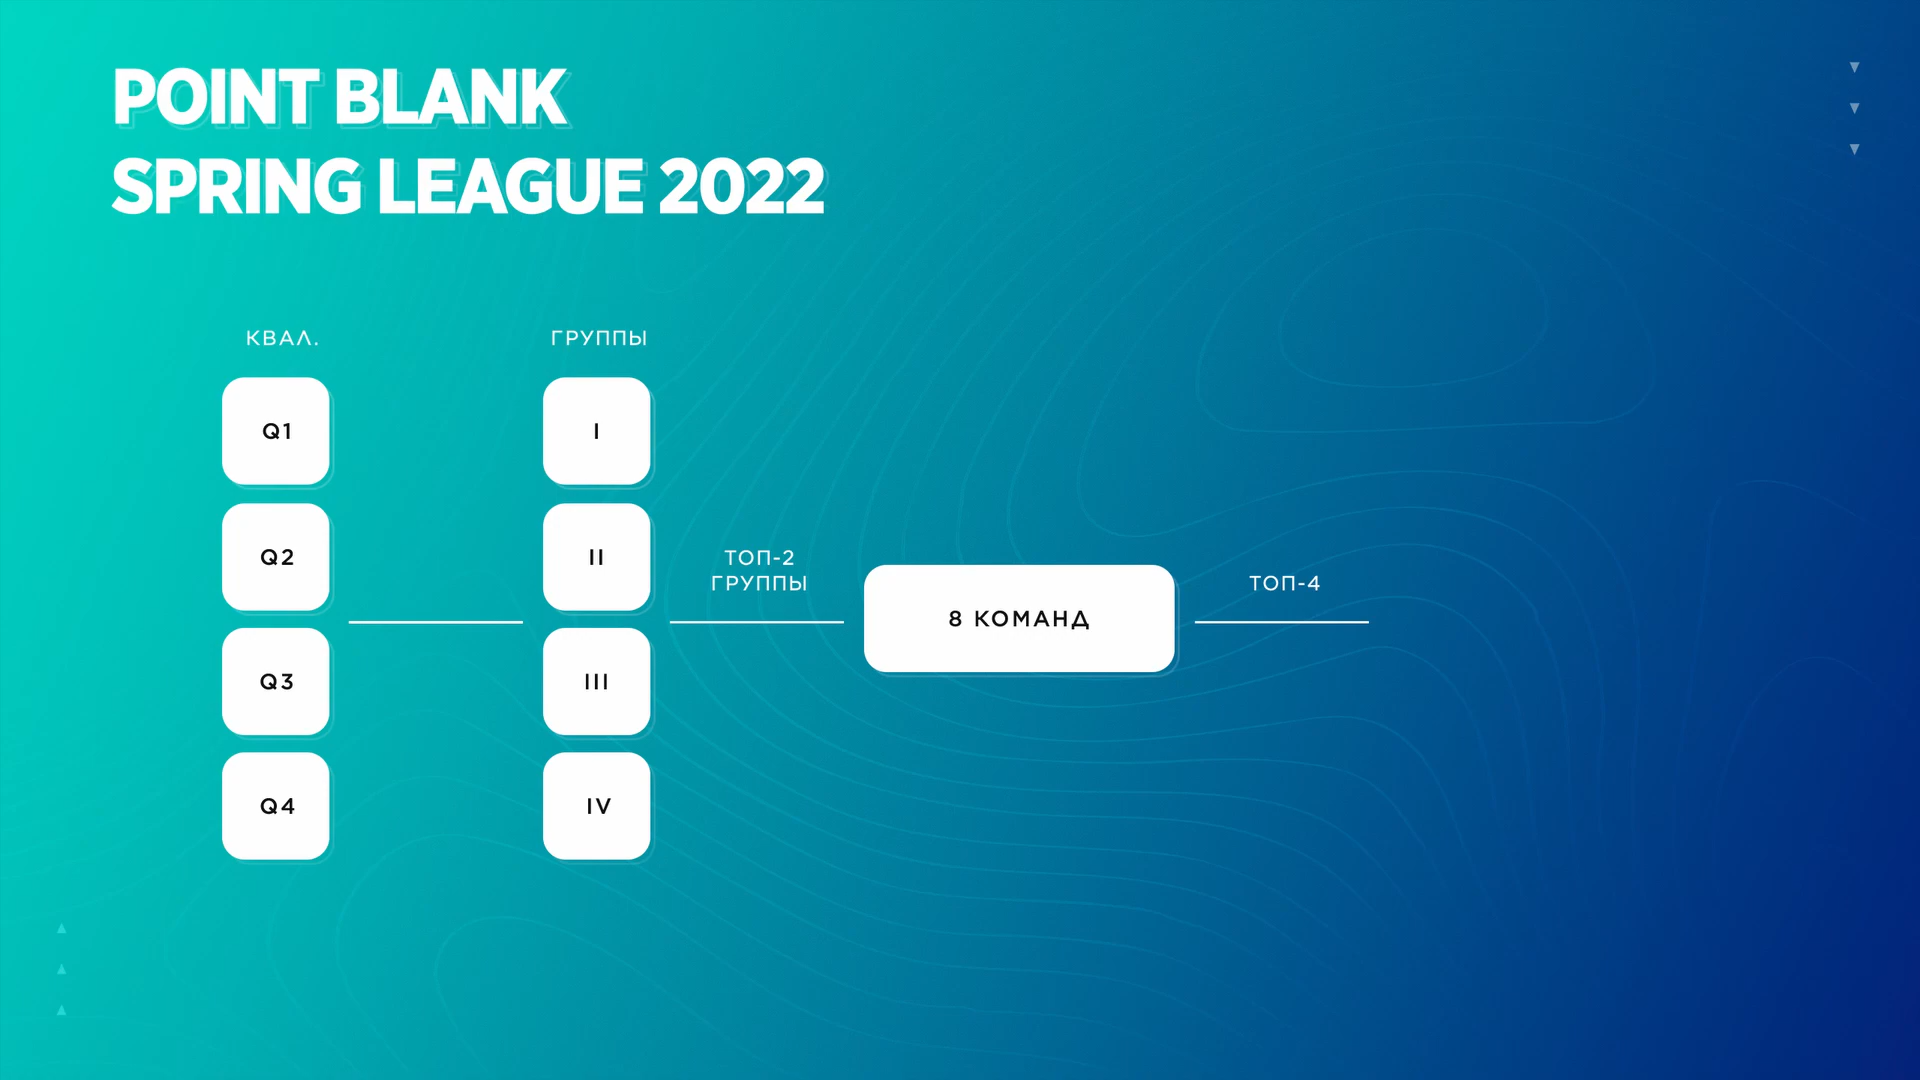 POINT BLANK
SPRING LEAGUE 2022
КВАЛ.
ГРУППЫ
Q1
I
Q2
II
ТОП-2
ГРУППЫ
8 КОМАНД
ТОП-4
Q3
III
Q4
IV